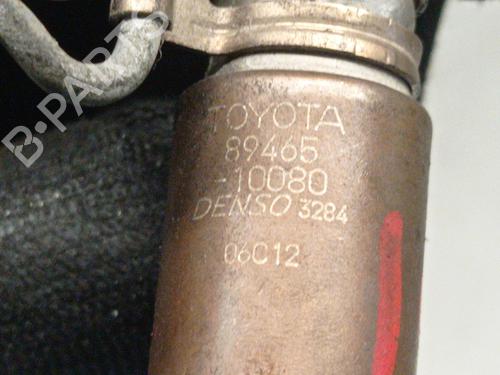 B-PARTS
TOYOTA
89465
-10080
DENSO 3284
06C12